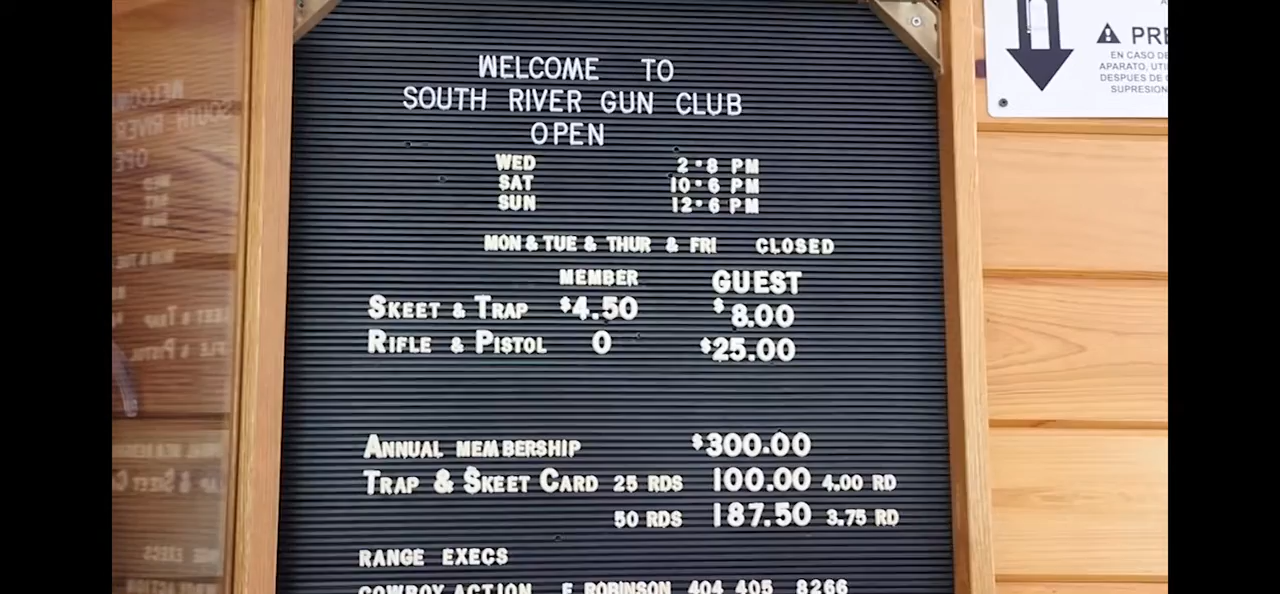 WELCOME TO
SOUTH RIVER GUN CLUB
OPEN
WED 2-8 PM
SAT 10-6 PM
SUN 12-6 PM
MON & TUE & THUR & FRI CLOSED
MEMBER GUEST
SKEET & TRAP $4.50 $8.00
RIFLE & PISTOL 0 $25.00
ANNUAL MEMBERSHIP $300.00
TRAP & SKEET CARD 25 RDS 100.00 4.00 RD
50 RDS 187.50 3.75 RD
RANGE EXECS
COWBOY ACTION F ROBINSON 404 405 8266
EN CASO DE
APARATO, UTI
DESPUES DE
SUPRESION